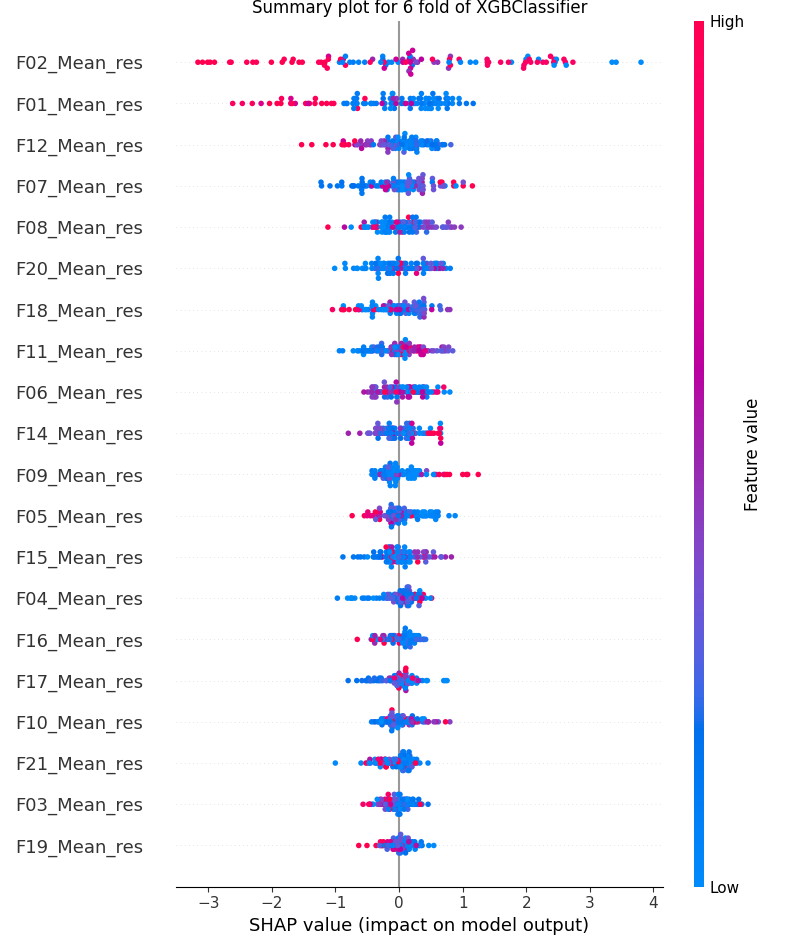 Summary plot for 6 fold of XGBClassifier
High
F02_Mean_res
F01_Mean_res
F12_Mean_res
F07_Mean_res
F08_Mean_res
F20_Mean_res
F18_Mean_res
F11_Mean_res
F06_Mean_res
F14_Mean_res
F09_Mean_res
F05_Mean_res
F15_Mean_res
F04_Mean_res
F16_Mean_res
F17_Mean_res
F10_Mean_res
F21_Mean_res
F03_Mean_res
F19_Mean_res
Feature value
Low
−3 −2 −1 0 1 2 3 4
SHAP value (impact on model output)